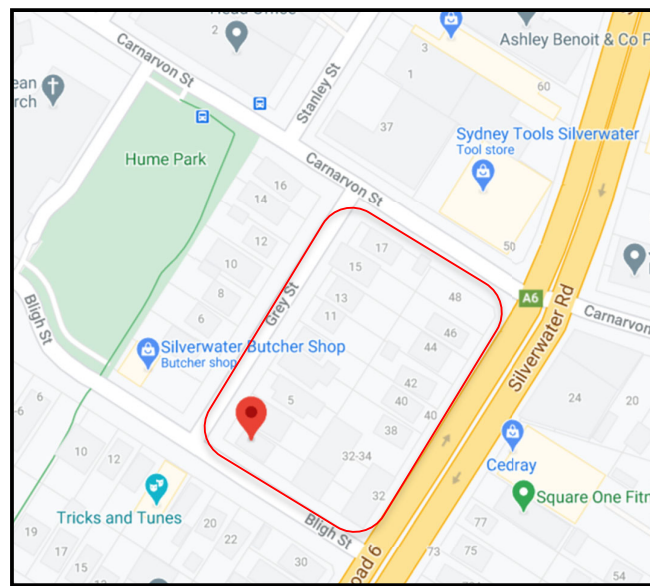 2
Carnarvon St
Stanley St
3
1
Ashley Benoit & Co P
60
ean
rch
37
Sydney Tools Silverwater
Tool store
Hume Park
Carnarvon St
16
14
12
10
8
6
17
15
13
11
50
48
46
44
42
40
40
38
A6
Carnarvon
Grey St
Silverwater Rd
Bligh St
Silverwater Butcher Shop
Butcher shop
5
24
20
6
4
6
10
12
32-34
32
Cedray
Square One Fitn
Tricks and Tunes
20
22
30
19
17
15
Bligh St
77
75
73
oad 6